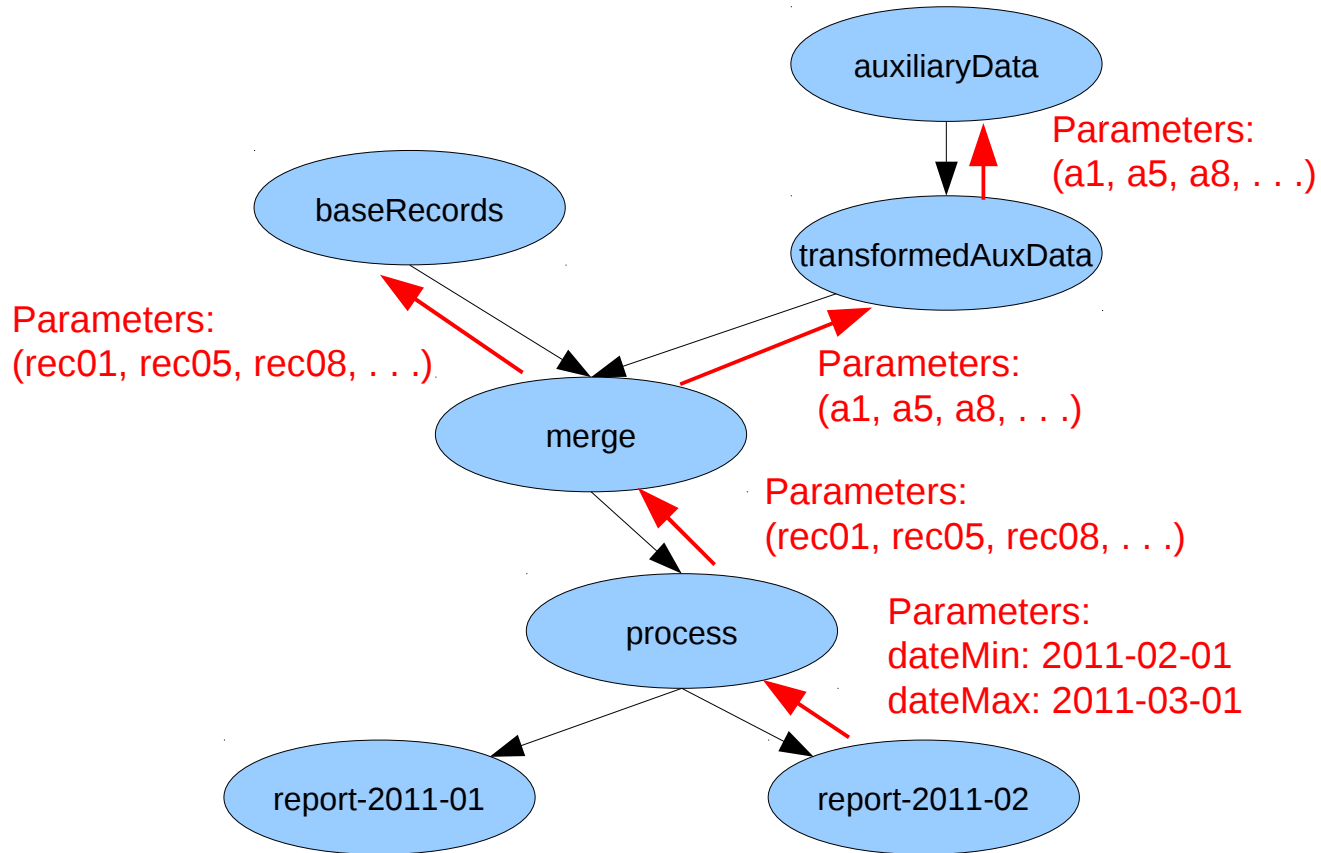 auxiliaryData
Parameters:
(a1, a5, a8, . . .)
baseRecords
transformedAuxData
Parameters:
(rec01, rec05, rec08, . . .)
Parameters:
(a1, a5, a8, . . .)
merge
Parameters:
(rec01, rec05, rec08, . . .)
process
Parameters:
dateMin: 2011-02-01
dateMax: 2011-03-01
report-2011-01
report-2011-02